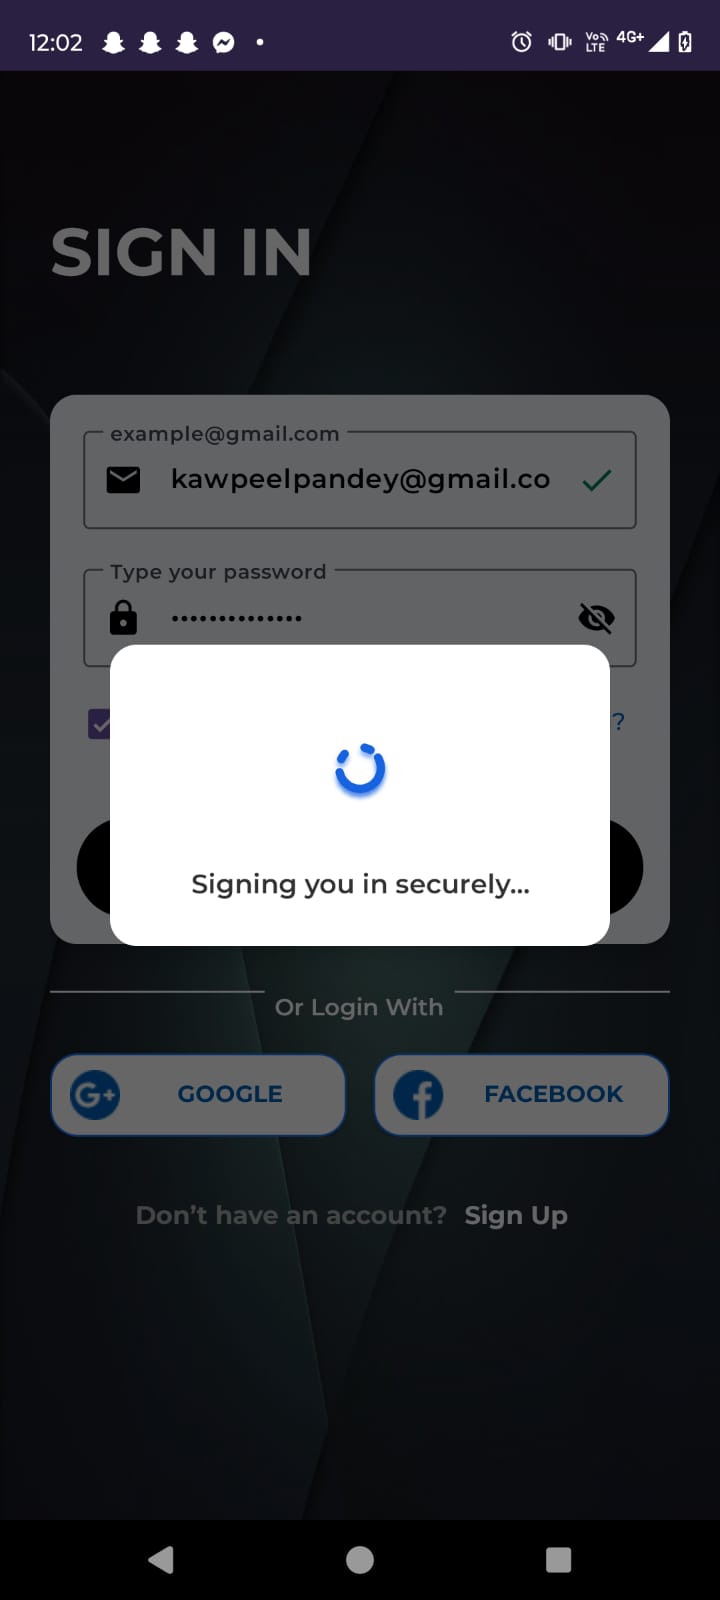 12:02 Vo LTE 4G+
SIGN IN
example@gmail.com
kawpeelpandey@gmail.co
Type your password
••••••••••••••
?
Signing you in securely...
Or Login With
G+ GOOGLE
f FACEBOOK
Don’t have an account? Sign Up